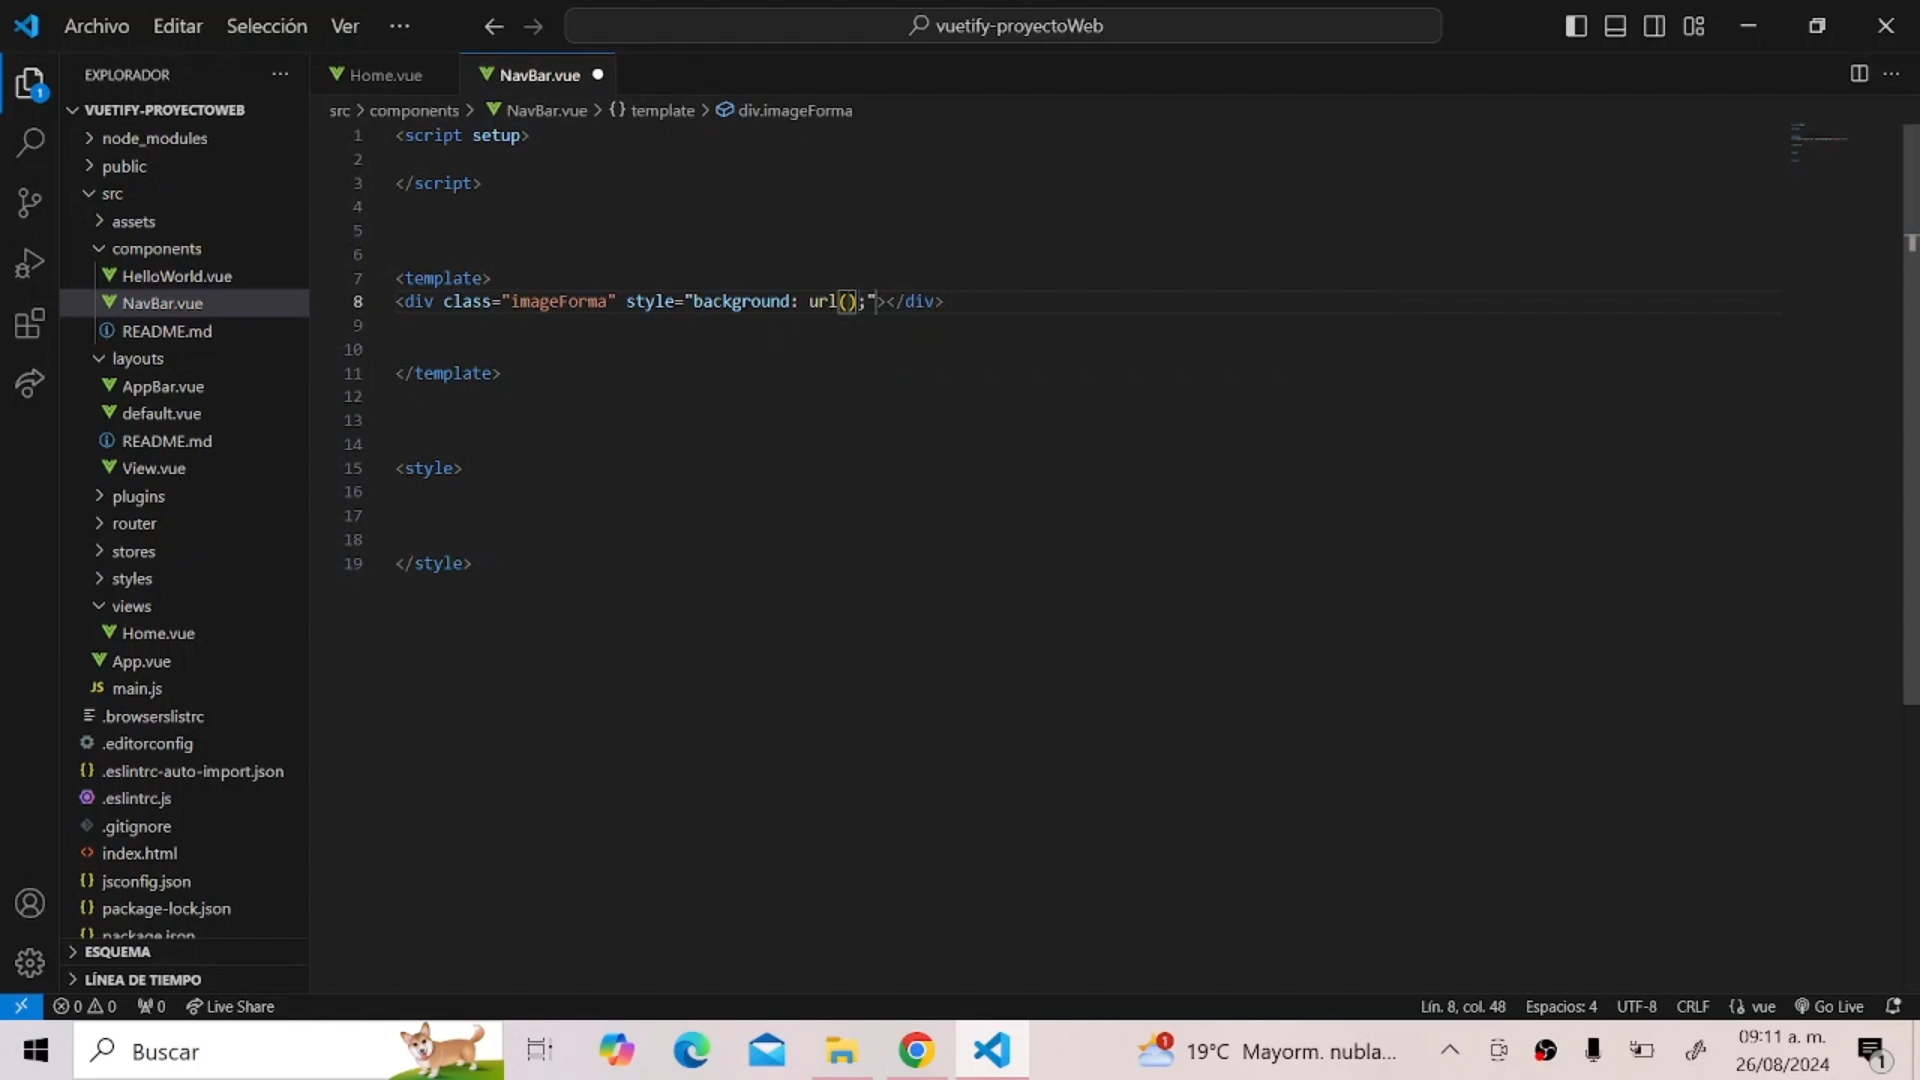 Archivo Editar Selección Ver ···
vuetify-proyectoWeb
EXPLORADOR
VUETIFY-PROYECTOWEB
node_modules
public
src
assets
components
HelloWorld.vue
NavBar.vue
README.md
layouts
AppBar.vue
default.vue
README.md
View.vue
plugins
router
stores
styles
views
Home.vue
App.vue
JS main.js
.browserslistrc
.editorconfig
{} .eslintrc-auto-import.json
.eslintrc.js
.gitignore
<> index.html
{} jsconfig.json
{} package-lock.json
{} package.json
ESQUEMA
LÍNEA DE TIEMPO
1
Home.vue NavBar.vue
src > components > NavBar.vue > {} template > div.imageForma
1 <script setup>
2
3 </script>
4
5
6
7 <template>
8 <div class="imageForma" style="background: url();"></div>
9
10
11 </template>
12
13
14
15 <style>
16
17
18
19 </style>
0 0 0 Live Share Lín. 8, col. 48 Espacios: 4 UTF-8 CRLF {} vue Go Live
Buscar
1 19°C Mayorm. nubla...
09:11 a. m.
26/08/2024
1